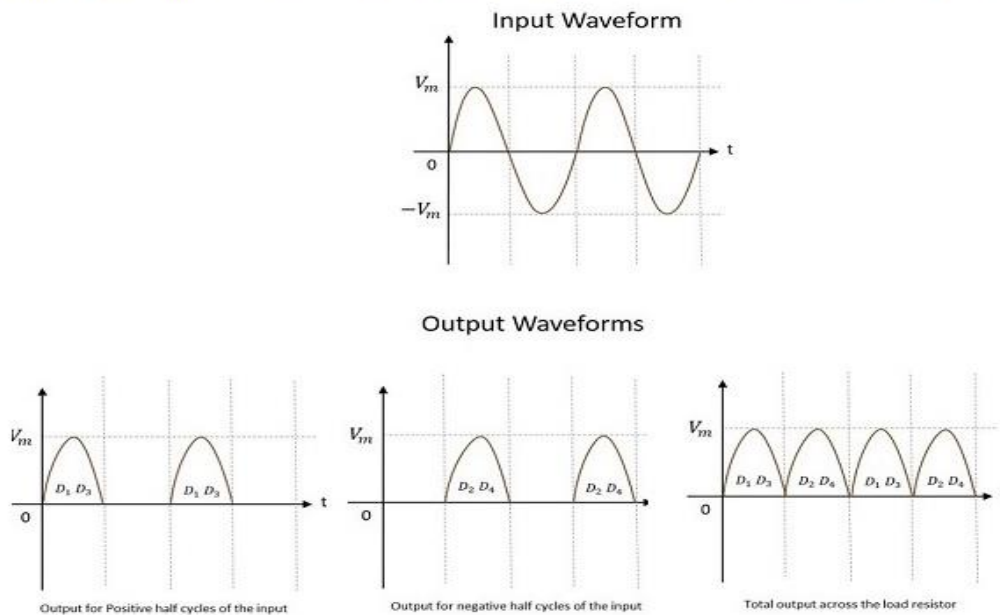 Input Waveform
Vm
t
0
−Vm
Output Waveforms
Vm
D1 D3
D1 D3
t
0
Output for Positive half cycles of the input
Vm
D2 D4
D2 D4
0
Output for negative half cycles of the input
Vm
D1 D3
D2 D4
D1 D3
D2 D4
0
Total output across the load resistor